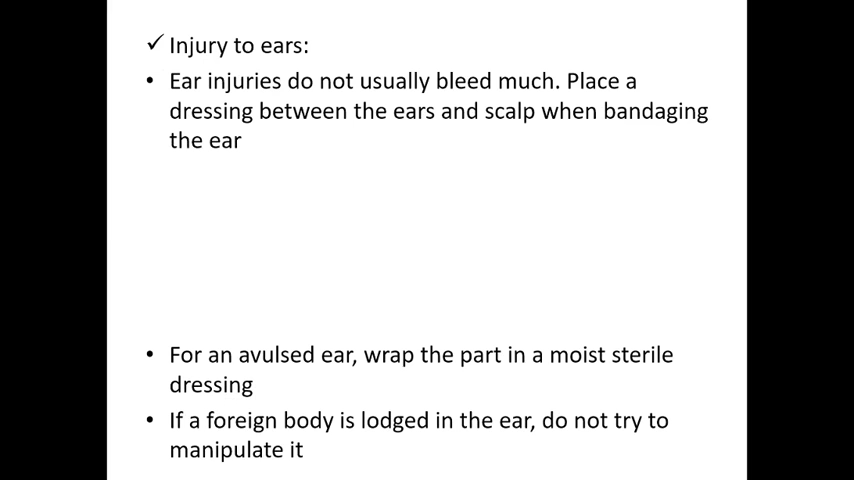 ✓ Injury to ears:
• Ear injuries do not usually bleed much. Place a
dressing between the ears and scalp when bandaging
the ear
• For an avulsed ear, wrap the part in a moist sterile
dressing
• If a foreign body is lodged in the ear, do not try to
manipulate it